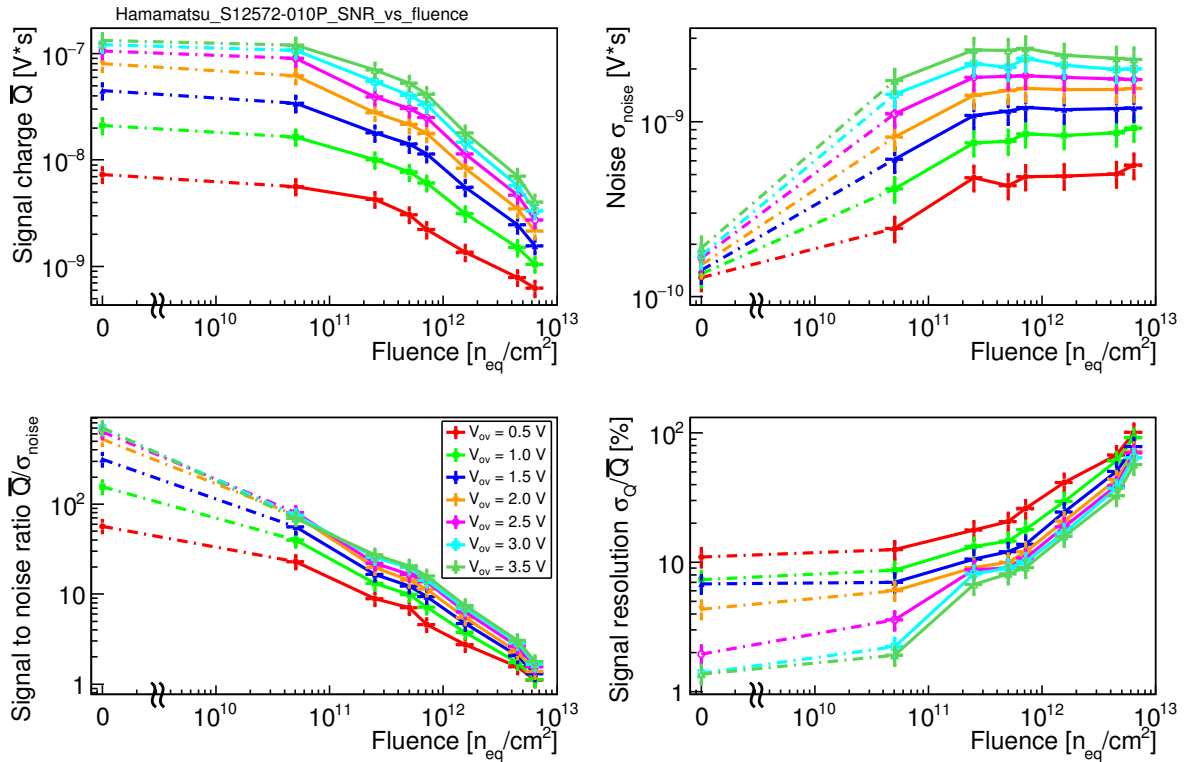 Hamamatsu_S12572-010P_SNR_vs_fluence
Signal charge Q̅ [V*s]
10⁻⁷
10⁻⁸
10⁻⁹
0
10¹⁰
10¹¹
10¹²
10¹³
Fluence [n_eq/cm²]
Noise σ_noise [V*s]
10⁻⁹
10⁻¹⁰
0
10¹⁰
10¹¹
10¹²
10¹³
Fluence [n_eq/cm²]
Signal to noise ratio Q̅/σ_noise
10²
10
1
V_ov = 0.5 V
V_ov = 1.0 V
V_ov = 1.5 V
V_ov = 2.0 V
V_ov = 2.5 V
V_ov = 3.0 V
V_ov = 3.5 V
0
10¹⁰
10¹¹
10¹²
10¹³
Fluence [n_eq/cm²]
Signal resolution σ_Q/Q̅ [%]
10²
10
1
0
10¹⁰
10¹¹
10¹²
10¹³
Fluence [n_eq/cm²]